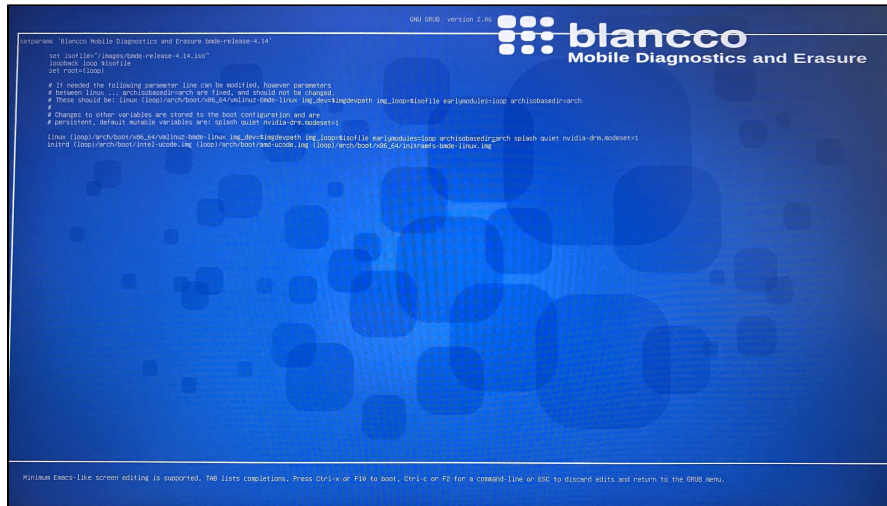 GNU GRUB version 2.06
blancco
Mobile Diagnostics and Erasure
setparams 'Blancco Mobile Diagnostics and Erasure bmde-release-4.14'
set isofile="/images/bmde-release-4.14.iso"
loopback loop $isofile
set root=(loop)
# If needed the following parameter line can be modified, however parameters
# between linux ... archisobasedir=arch are fixed, and should not be changed.
# These should be: linux (loop)/arch/boot/x86_64/vmlinuz-bmde-linux img_dev=$imgdevpath img_loop=$isofile earlymodules=loop archisobasedir=arch
#
# Changes to other variables are stored to the boot configuration and are
# persistent, default mutable variables are: splash quiet nvidia-drm.modeset=1
linux (loop)/arch/boot/x86_64/vmlinuz-bmde-linux img_dev=$imgdevpath img_loop=$isofile earlymodules=loop archisobasedir=arch splash quiet nvidia-drm.modeset=1
initrd (loop)/arch/boot/intel-ucode.img (loop)/arch/boot/amd-ucode.img (loop)/arch/boot/x86_64/initramfs-bmde-linux.img
Minimum Emacs-like screen editing is supported. TAB lists completions. Press Ctrl-x or F10 to boot, Ctrl-c or F2 for a command-line or ESC to discard edits and return to the GRUB menu.